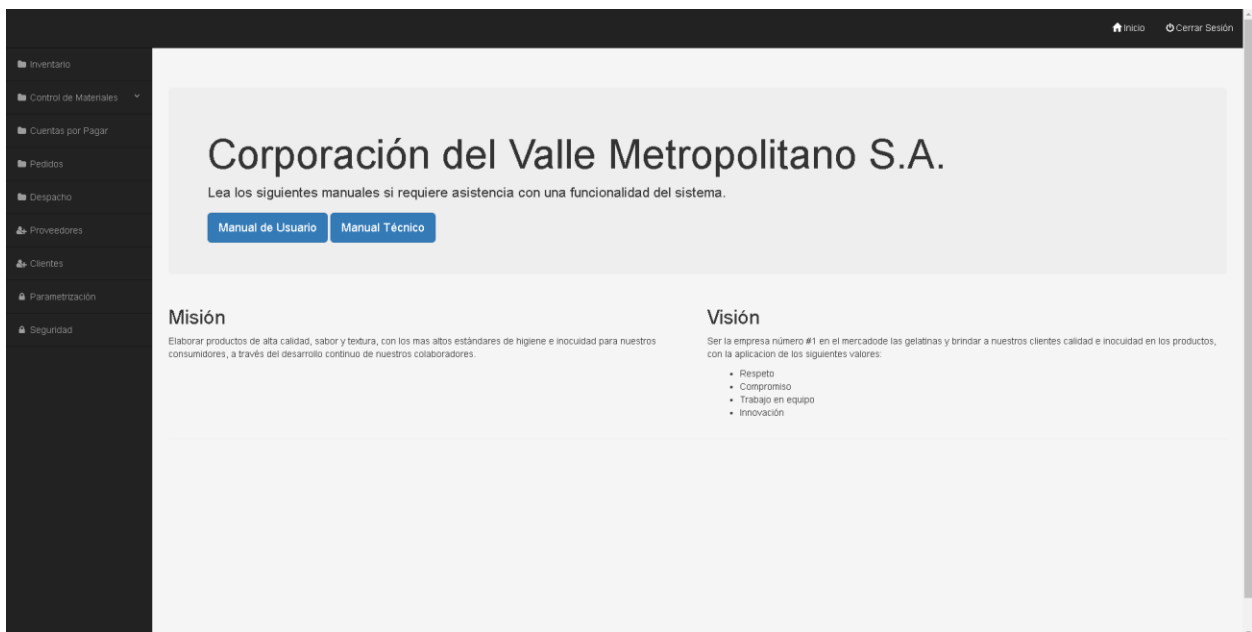 Inicio
Cerrar Sesión
Inventario
Control de Materiales
Cuentas por Pagar
Pedidos
Despacho
Proveedores
Clientes
Parametrización
Seguridad
Corporación del Valle Metropolitano S.A.
Lea los siguientes manuales si requiere asistencia con una funcionalidad del sistema.
Manual de Usuario
Manual Técnico
Misión
Elaborar productos de alta calidad, sabor y textura, con los mas altos estándares de higiene e inocuidad para nuestros
consumidores, a través del desarrollo continuo de nuestros colaboradores.
Visión
Ser la empresa número #1 en el mercadode las gelatinas y brindar a nuestros clientes calidad e inocuidad en los productos,
con la aplicacion de los siguientes valores:
• Respeto
• Compromiso
• Trabajo en equipo
• Innovación